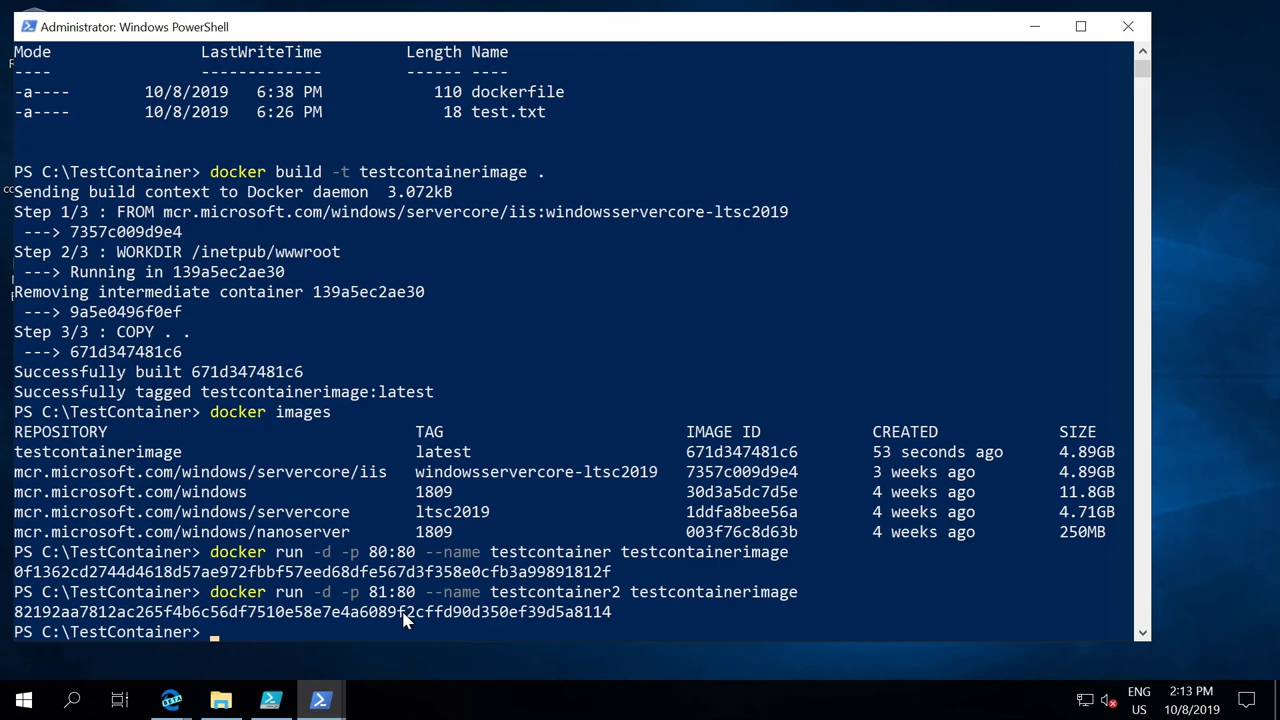 Administrator: Windows PowerShell
Mode LastWriteTime Length Name
---- ------------- ------ ----
-a---- 10/8/2019 6:38 PM 110 dockerfile
-a---- 10/8/2019 6:26 PM 18 test.txt
PS C:\TestContainer> docker build -t testcontainerimage .
Sending build context to Docker daemon 3.072kB
Step 1/3 : FROM mcr.microsoft.com/windows/servercore/iis:windowsservercore-ltsc2019
---> 7357c009d9e4
Step 2/3 : WORKDIR /inetpub/wwwroot
---> Running in 139a5ec2ae30
Removing intermediate container 139a5ec2ae30
---> 9a5e0496f0ef
Step 3/3 : COPY . .
---> 671d347481c6
Successfully built 671d347481c6
Successfully tagged testcontainerimage:latest
PS C:\TestContainer> docker images
REPOSITORY TAG IMAGE ID CREATED SIZE
testcontainerimage latest 671d347481c6 53 seconds ago 4.89GB
mcr.microsoft.com/windows/servercore/iis windowsservercore-ltsc2019 7357c009d9e4 3 weeks ago 4.89GB
mcr.microsoft.com/windows 1809 30d3a5dc7d5e 4 weeks ago 11.8GB
mcr.microsoft.com/windows/servercore ltsc2019 1ddfa8bee56a 4 weeks ago 4.71GB
mcr.microsoft.com/windows/nanoserver 1809 003f76c8d63b 4 weeks ago 250MB
PS C:\TestContainer> docker run -d -p 80:80 --name testcontainer testcontainerimage
0f1362cd2744d4618d57ae972fbbf57eed68dfe567d3f358e0cfb3a99891812f
PS C:\TestContainer> docker run -d -p 81:80 --name testcontainer2 testcontainerimage
82192aa7812ac265f4b6c56df7510e58e7e4a6089f2cffd90d350ef39d5a8114
PS C:\TestContainer>
ENG
US
2:13 PM
10/8/2019